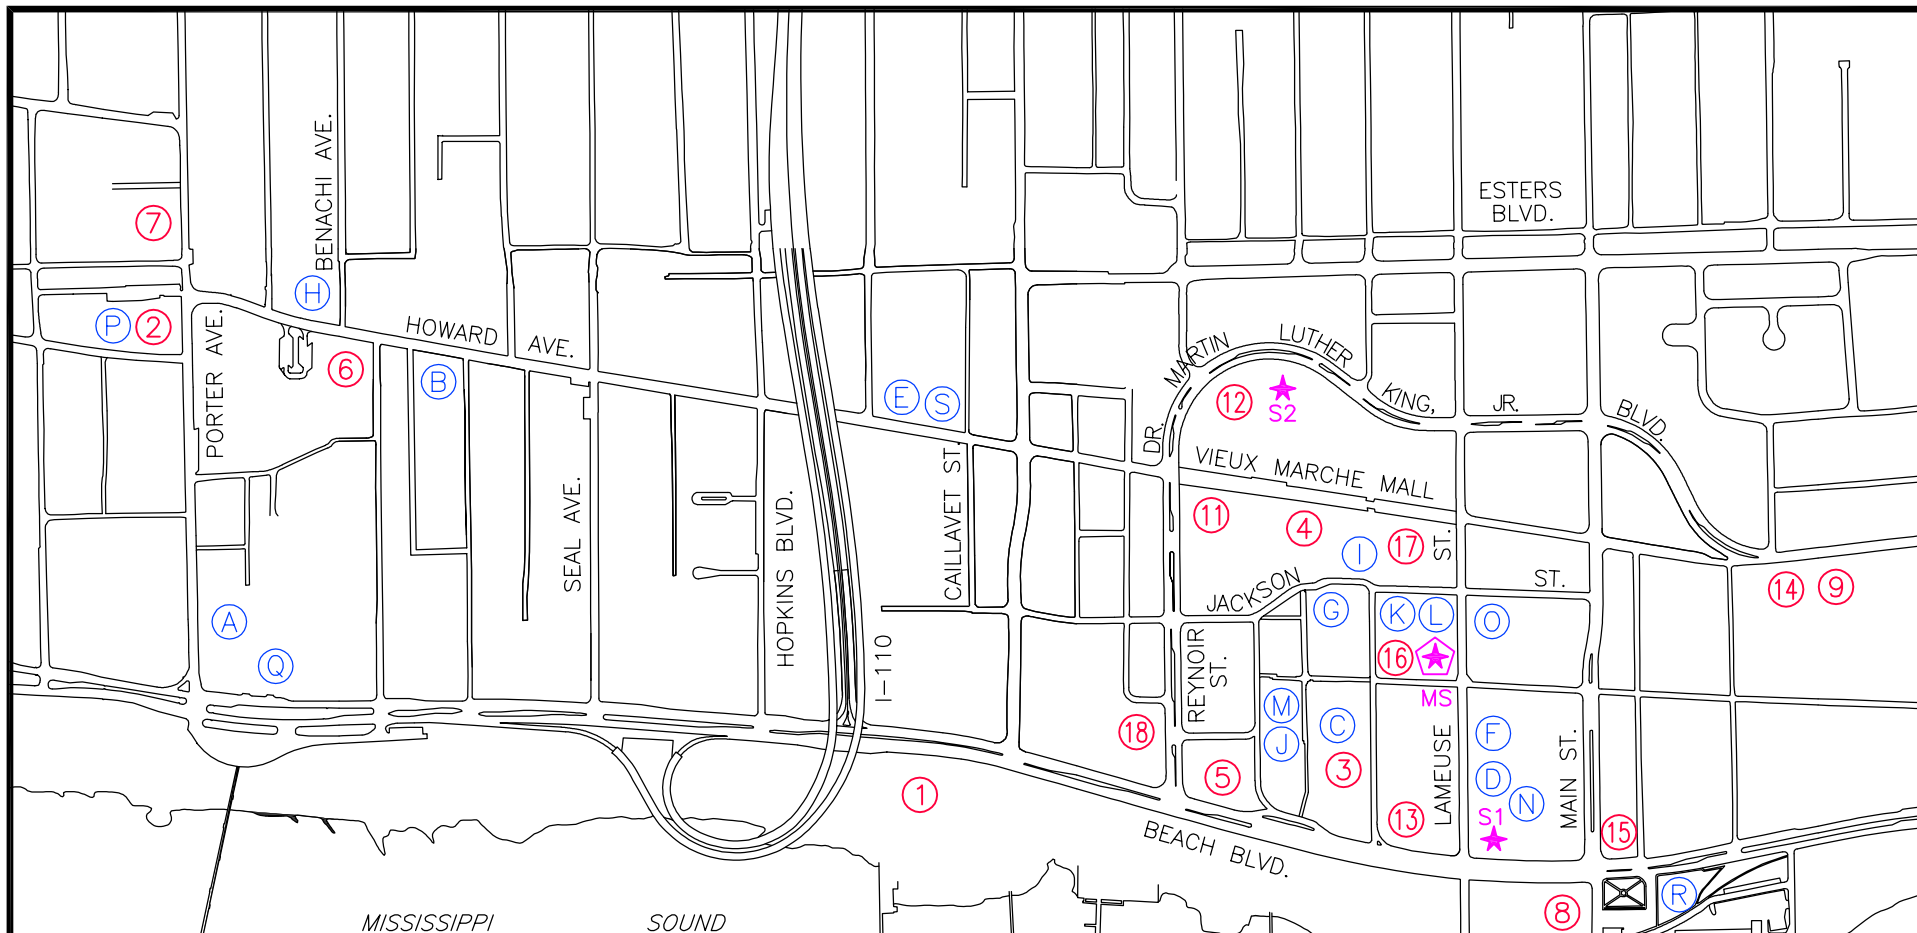 ESTERS
BLVD.
BENACHI AVE.
7
H
P
2
PORTER AVE.
HOWARD AVE.
6
B
E
S
DR. MARTIN LUTHER KING, JR. BLVD.
12
S2
VIEUX MARCHE MALL
SEAL AVE.
HOPKINS BLVD.
CAILLAVET ST.
11
4
I
17
JACKSON ST.
14
9
A
Q
I-110
REYNOIR
ST.
G
K
L
O
16
MS
LAMEUSE ST.
MAIN ST.
18
M
J
C
F
5
3
D
N
1
13
S1
15
BEACH BLVD.
8
R
MISSISSIPPI SOUND